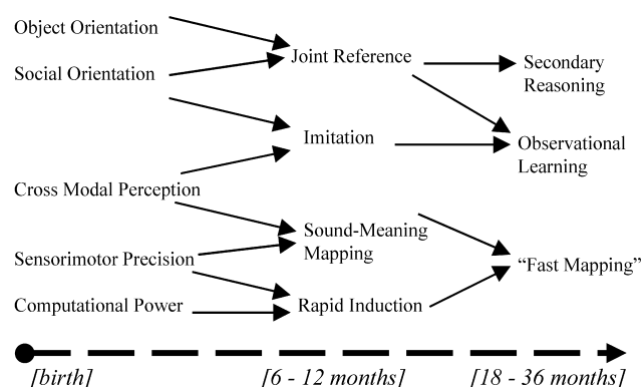 Object Orientation
Social Orientation
Cross Modal Perception
Sensorimotor Precision
Computational Power
Joint Reference
Imitation
Sound-Meaning
Mapping
Rapid Induction
Secondary
Reasoning
Observational
Learning
“Fast Mapping”
[birth]
[6 - 12 months]
[18 - 36 months]